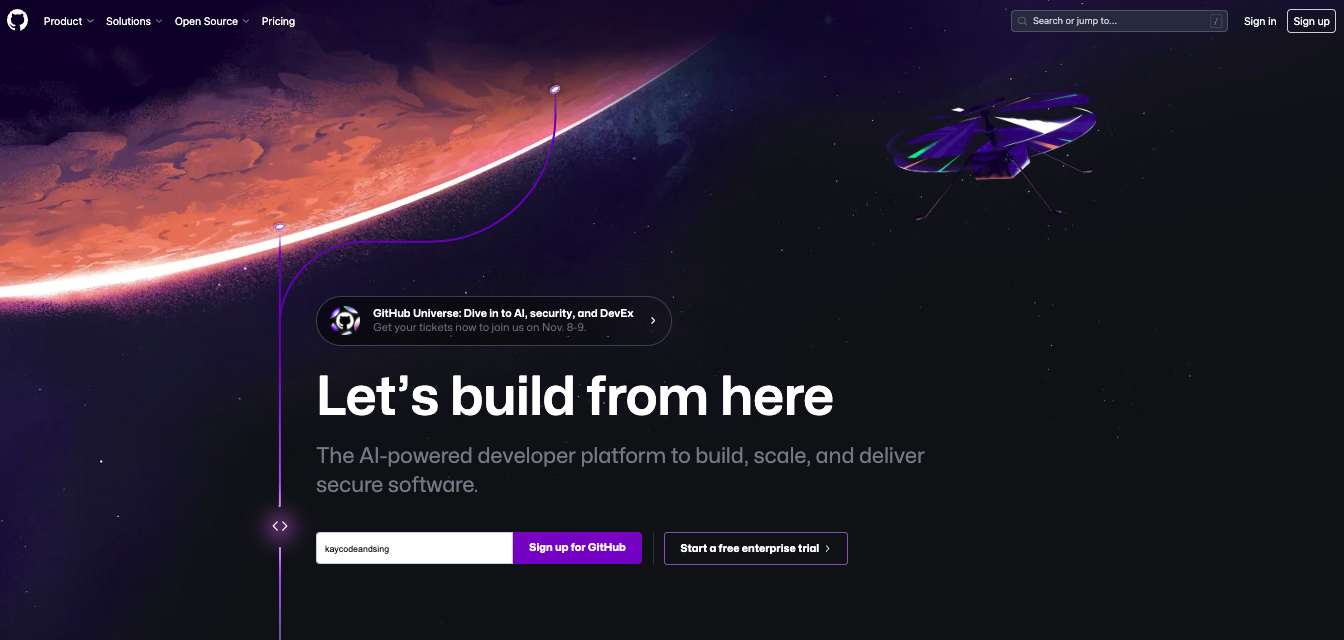 Product Solutions Open Source Pricing
Search or jump to... /
Sign in Sign up
GitHub Universe: Dive in to AI, security, and DevEx
Get your tickets now to join us on Nov. 8-9.
Let’s build from here
The AI-powered developer platform to build, scale, and deliver
secure software.
kaycodeandsing Sign up for GitHub Start a free enterprise trial